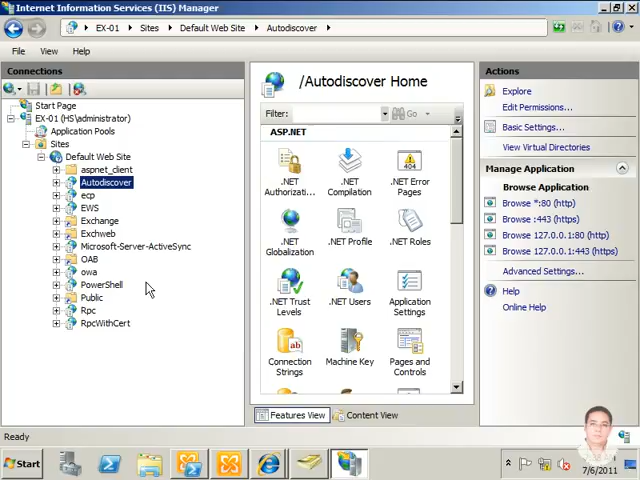 Internet Information Services (IIS) Manager
EX-01
Sites
Default Web Site
Autodiscover
File
View
Help
Connections
Start Page
EX-01 (HS\administrator)
Application Pools
Sites
Default Web Site
aspnet_client
Autodiscover
ecp
EWS
Exchange
Exchweb
Microsoft-Server-ActiveSync
OAB
owa
PowerShell
Public
Rpc
RpcWithCert
/Autodiscover Home
Filter:
Go
ASP.NET
.NET Authorizati...
.NET Compilation
.NET Error Pages
.NET Globalization
.NET Profile
.NET Roles
.NET Trust Levels
.NET Users
Application Settings
Connection Strings
Machine Key
Pages and Controls
Features View
Content View
Actions
Explore
Edit Permissions...
Basic Settings...
View Virtual Directories
Manage Application
Browse Application
Browse *:80 (http)
Browse :443 (https)
Browse 127.0.0.1:80 (http)
Browse 127.0.0.1:443 (https)
Advanced Settings...
Help
Online Help
Ready
Start
7/6/2011